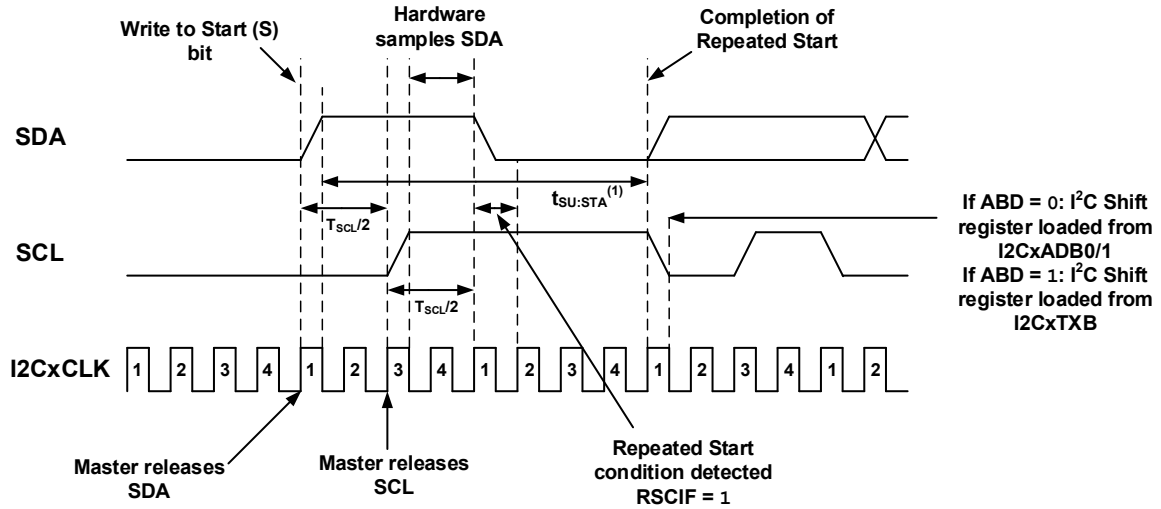 Write to Start (S)
bit
Hardware
samples SDA
Completion of
Repeated Start
SDA
tSU:STA(1)
TSCL/2
SCL
TSCL/2
If ABD = 0: I2C Shift
register loaded from
I2CxADB0/1
If ABD = 1: I2C Shift
register loaded from
I2CxTXB
I2CxCLK
1 2 3 4 1 2 3 4 1 2 3 4 1 2 3 4 1 2
Master releases
SDA
Master releases
SCL
Repeated Start
condition detected
RSCIF = 1